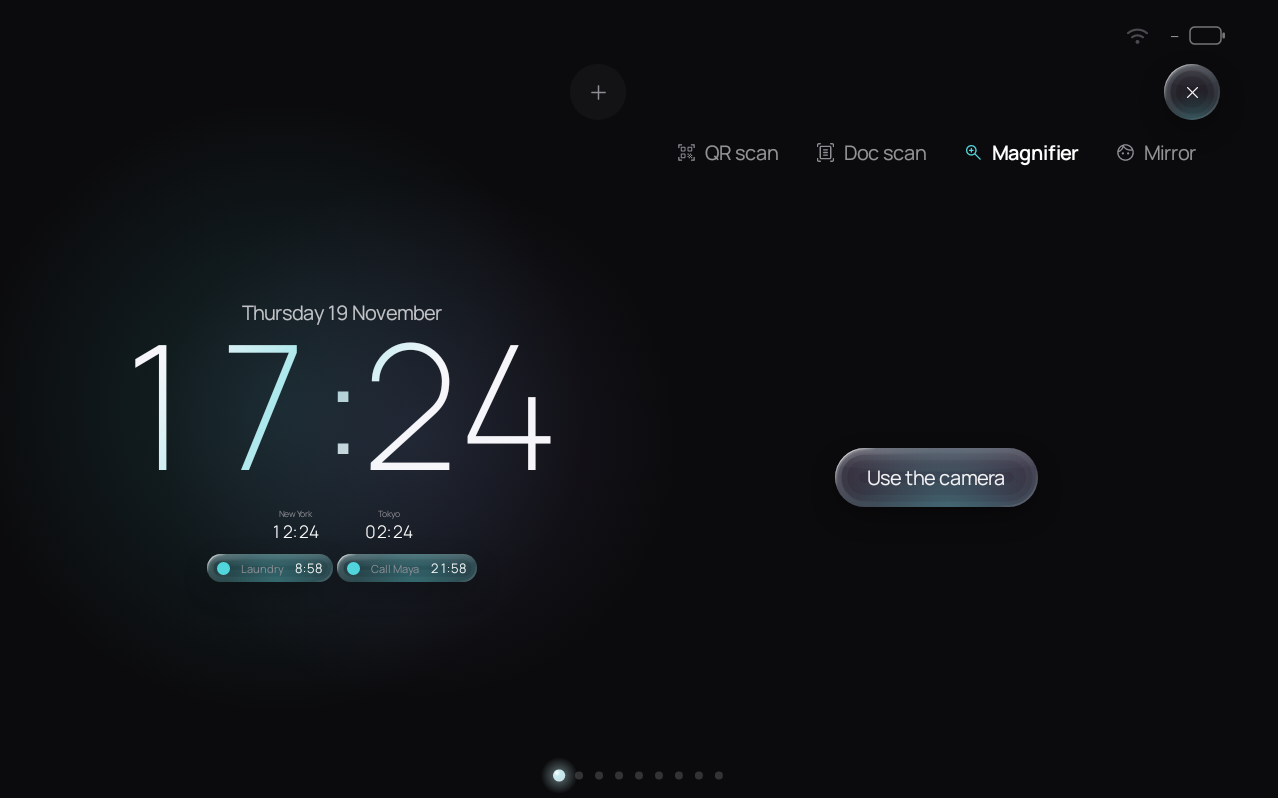 QR scan
Doc scan
Magnifier
Mirror
Thursday 19 November
17:24
New York
12:24
Tokyo
02:24
Laundry 8:58
Call Maya 21:58
Use the camera